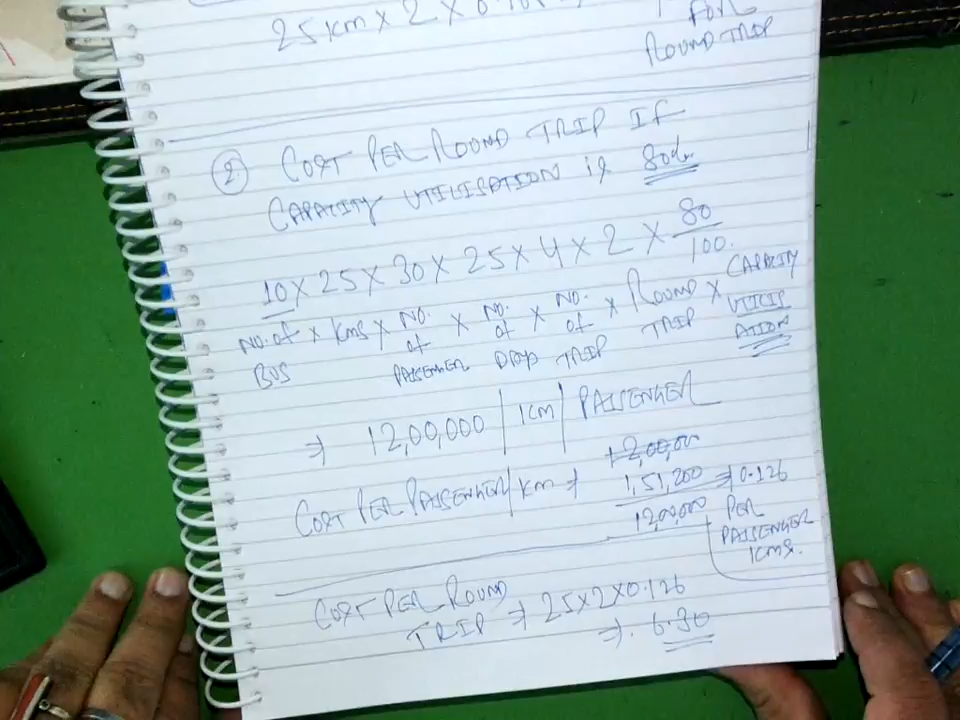 25 km x 2 x 0.10
FOR
ROUND TRIP
② COST PER ROUND TRIP IF
CAPACITY UTILISATION is 80%
10 x 25 x 30 x 25 x 4 x 2 x 80/100.
NO. of BUS x kms x NO. of PASSENGER x NO. of DAYS x NO. of TRIP x ROUND TRIP x CAPACITY UTILISATION
⇒ 12,00,000 | KM | PASSENGER
COST PER PASSENGER/km ⇒ 1,51,200 / 12,00,000 ⇒ 0.126
PER
PASSENGER
KMS.
COST PER ROUND
TRIP ⇒ 25x2x0.126
⇒. 6.30